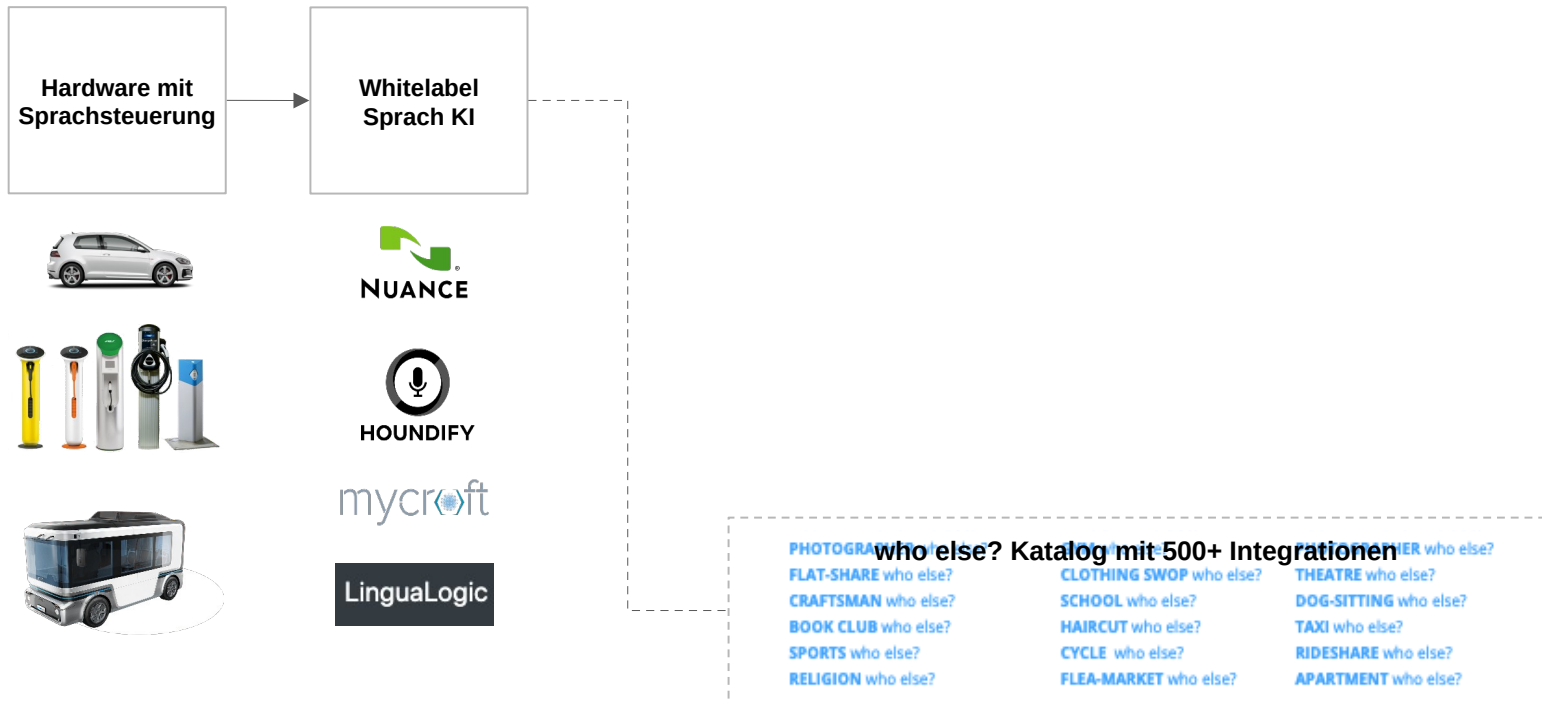 Hardware mit
Sprachsteuerung
Whitelabel
Sprach KI
NUANCE
HOUNDIFY
mycroft
LinguaLogic
who else? Katalog mit 500+ Integrationen
PHOTOGRAPHER who else?
FLAT-SHARE who else?
CLOTHING SWOP who else?
THEATRE who else?
CRAFTSMAN who else?
SCHOOL who else?
DOG-SITTING who else?
BOOK CLUB who else?
HAIRCUT who else?
TAXI who else?
SPORTS who else?
CYCLE who else?
RIDESHARE who else?
RELIGION who else?
FLEA-MARKET who else?
APARTMENT who else?